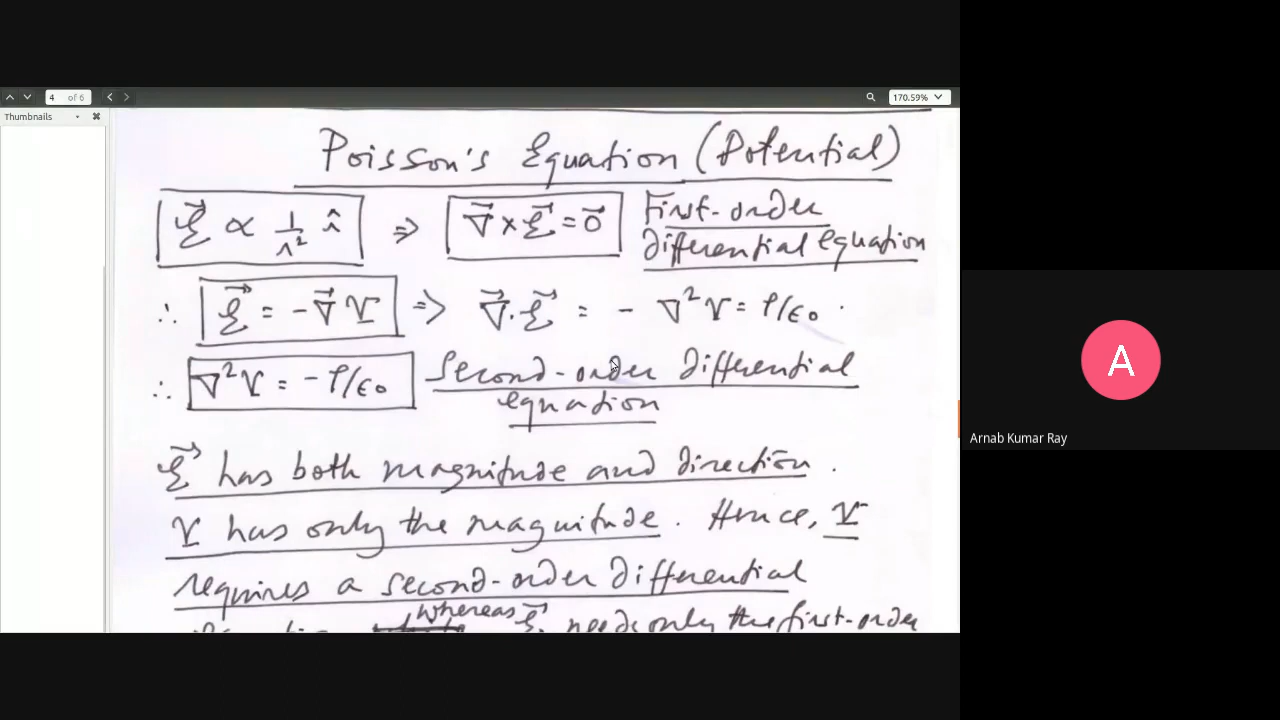 4 of 6
170.59%
Thumbnails
Poisson's Equation (Potential)
ξ⃗ ∝ 1/r² r̂ ⇒ ∇⃗ × ξ⃗ = 0⃗ First-order
differential equation
∴ ξ⃗ = -∇⃗ V ⇒ ∇⃗·ξ⃗ = - ∇²V = ρ/ϵ₀ .
∴ ∇²V = - ρ/ϵ₀ Second-order differential
equation
ξ⃗ has both magnitude and direction.
V has only the magnitude. Hence, V
requires a second-order differential
whereas
ξ⃗ needs only the first-order
A
Arnab Kumar Ray